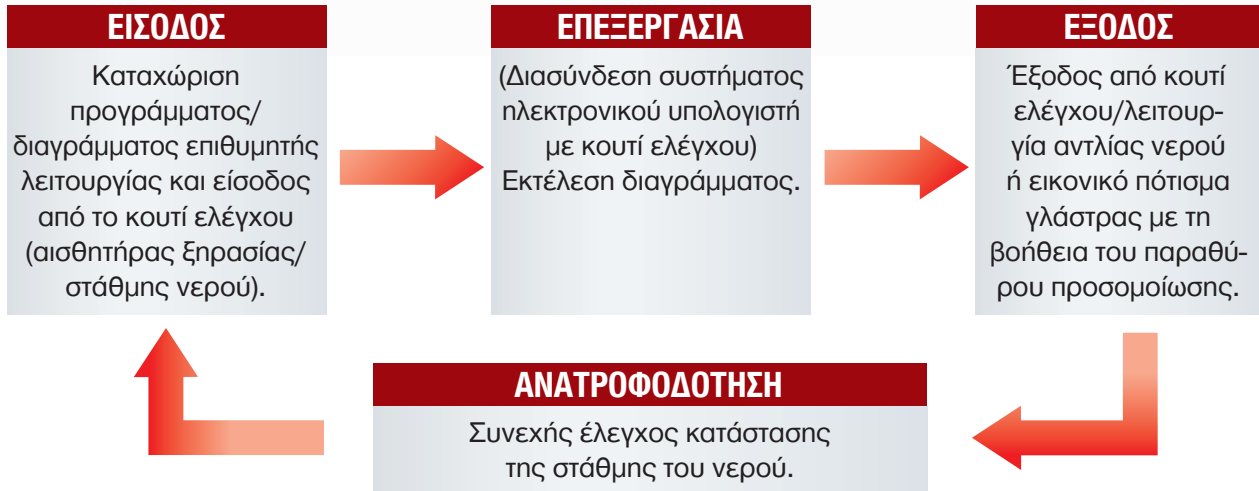 ΕΙΣΟΔΟΣ
Καταχώριση
προγράμματος/
διαγράμματος επιθυμητής
λειτουργίας και είσοδος
από το κουτί ελέγχου
(αισθητήρας ξηρασίας/
στάθμης νερού).
ΕΠΕΞΕΡΓΑΣΙΑ
(Διασύνδεση συστήματος
ηλεκτρονικού υπολογιστή
με κουτί ελέγχου)
Εκτέλεση διαγράμματος.
ΕΞΟΔΟΣ
Έξοδος από κουτί
ελέγχου/λειτουρ-
γία αντλίας νερού
ή εικονικό πότισμα
γλάστρας με τη
βοήθεια του παραθύ-
ρου προσομοίωσης.
ΑΝΑΤΡΟΦΟΔΟΤΗΣΗ
Συνεχής έλεγχος κατάστασης
της στάθμης του νερού.